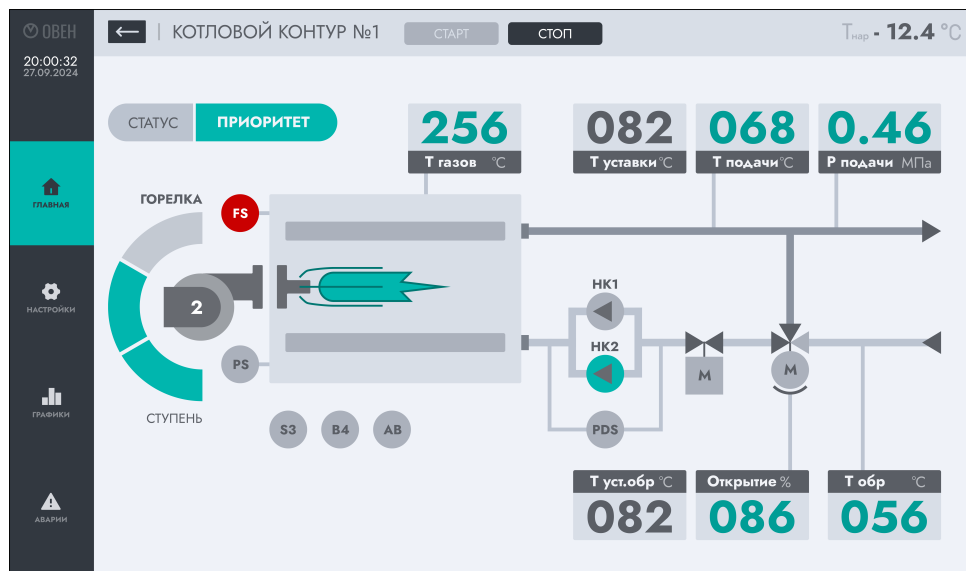 ОВЕН
20:00:32
27.09.2024
КОТЛОВОЙ КОНТУР №1
СТАРТ
СТОП
Тнар - 12.4 °C
СТАТУС
ПРИОРИТЕТ
256
Т газов °C
082
Т уставки °C
068
Т подачи °C
0.46
Р подачи МПа
ГЛАВНАЯ
НАСТРОЙКИ
ГРАФИКИ
АВАРИИ
ГОРЕЛКА
FS
2
PS
СТУПЕНЬ
S3
B4
AB
НК1
НК2
PDS
M
M
Т уст.обр °C
082
Открытие %
086
Т обр °C
056